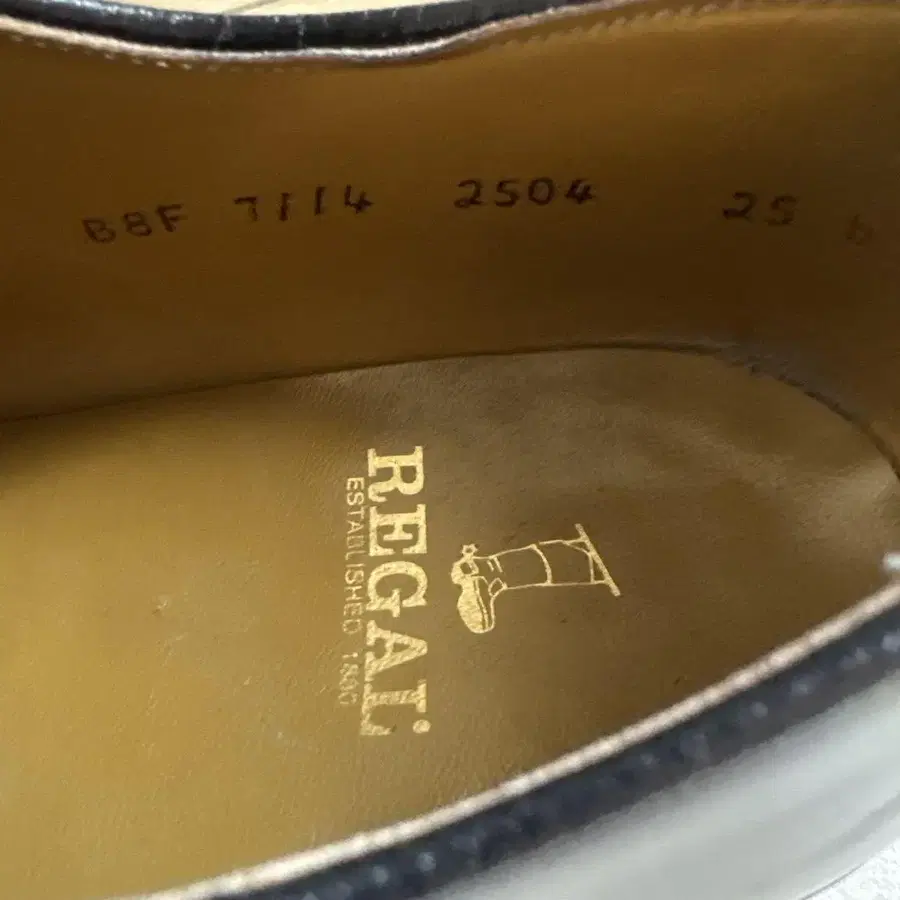 B8F 7114 2504 25 b
REGAL
ESTABLISHED 1880